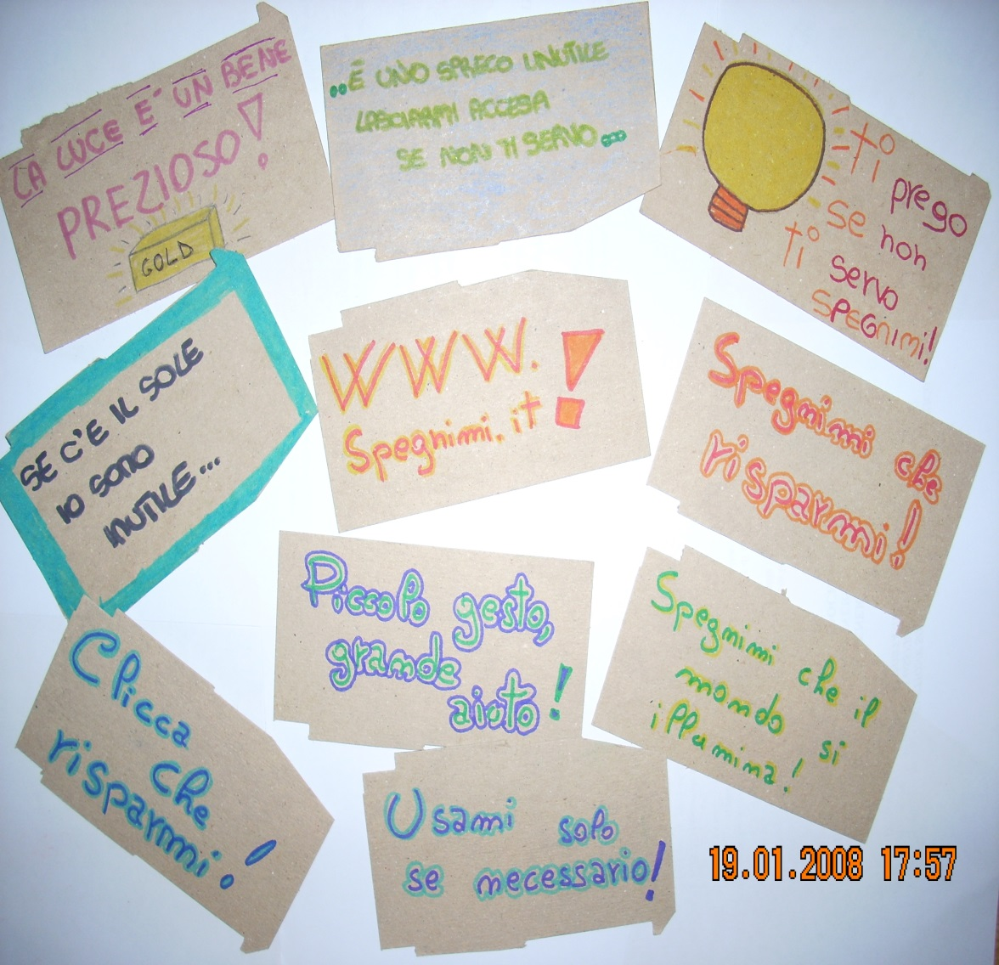 LA LUCE E' UN BENE
PREZIOSO!
GOLD
..È UNO SPRECO INUTILE
LASCIARMI ACCESA
SE NON TI SERVO...
ti prego
se non
ti servo
SPEGNIMI!
SE C'È IL SOLE
IO SONO
INUTILE...
WWW.
Spegnimi.it!
Spegnimi che
risparmi!
Piccolo gesto,
grande
aiuto!
Spegnimi che il
mondo si
illumina!
Clicca
che
risparmi!
Usami solo
se necessario!
19.01.2008 17:57